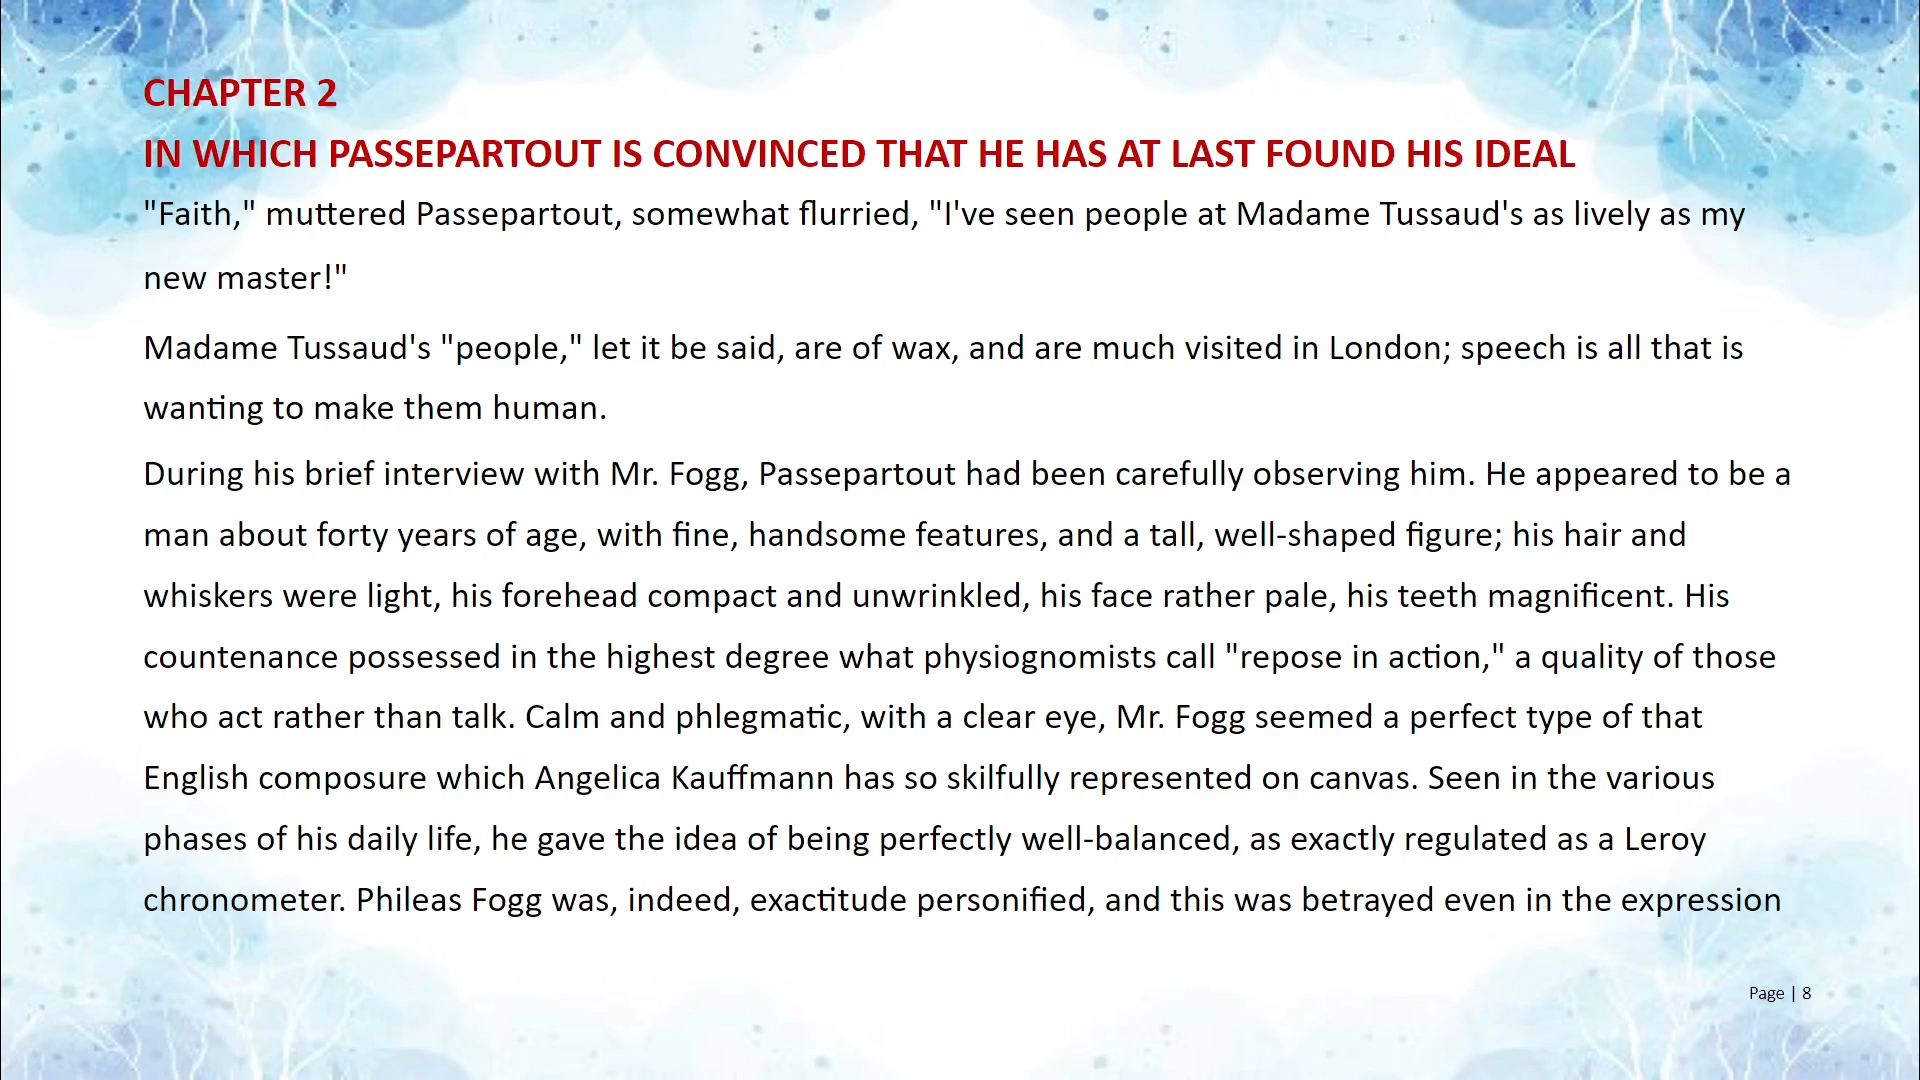 CHAPTER 2
IN WHICH PASSEPARTOUT IS CONVINCED THAT HE HAS AT LAST FOUND HIS IDEAL
"Faith," muttered Passepartout, somewhat flurried, "I've seen people at Madame Tussaud's as lively as my
new master!"
Madame Tussaud's "people," let it be said, are of wax, and are much visited in London; speech is all that is
wanting to make them human.
During his brief interview with Mr. Fogg, Passepartout had been carefully observing him. He appeared to be a
man about forty years of age, with fine, handsome features, and a tall, well-shaped figure; his hair and
whiskers were light, his forehead compact and unwrinkled, his face rather pale, his teeth magnificent. His
countenance possessed in the highest degree what physiognomists call "repose in action," a quality of those
who act rather than talk. Calm and phlegmatic, with a clear eye, Mr. Fogg seemed a perfect type of that
English composure which Angelica Kauffmann has so skilfully represented on canvas. Seen in the various
phases of his daily life, he gave the idea of being perfectly well-balanced, as exactly regulated as a Leroy
chronometer. Phileas Fogg was, indeed, exactitude personified, and this was betrayed even in the expression
Page | 8